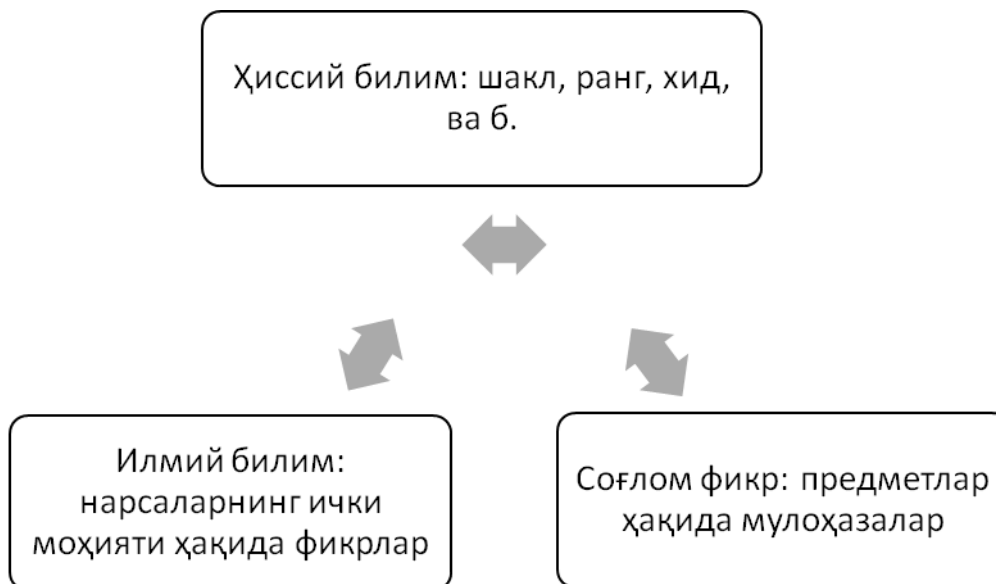 Ҳиссий билим: шакл, ранг, хид,
ва б.
Илмий билим:
нарсаларнинг ички
моҳияти ҳақида фикрлар
Соғлом фикр: предметлар
ҳақида мулоҳазалар